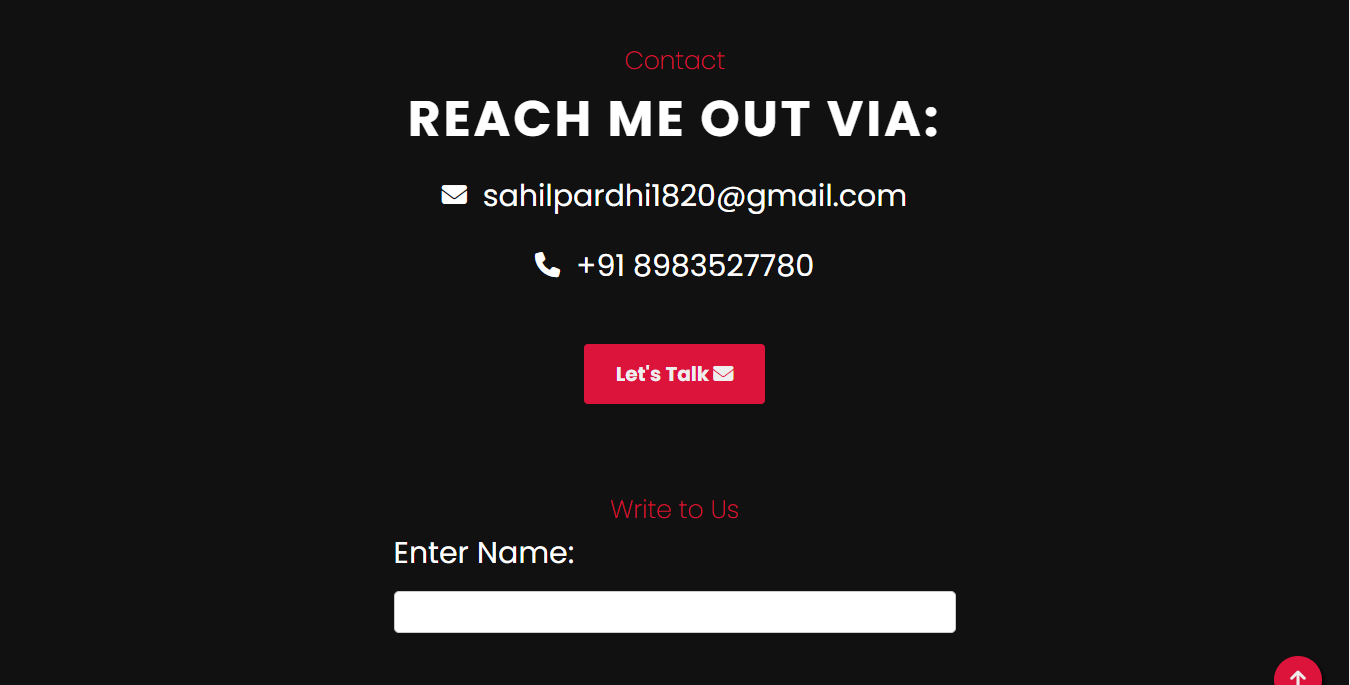 Contact
REACH ME OUT VIA:
sahilpardhi1820@gmail.com
+91 8983527780
Let's Talk
Write to Us
Enter Name: